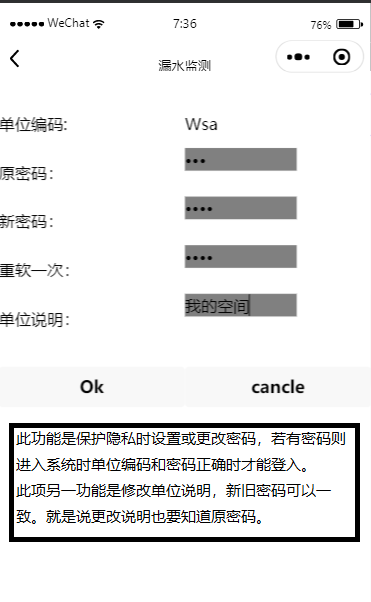 WeChat 7:36 76%
漏水监测
单位编码: Wsa
原密码: •••
新密码: ••••
重软一次: ••••
单位说明: 我的空间
Ok cancle
此功能是保护隐私时设置或更改密码，若有密码则
进入系统时单位编码和密码正确时才能登入。
此项另一功能是修改单位说明，新旧密码可以一
致。就是说更改说明也要知道原密码。